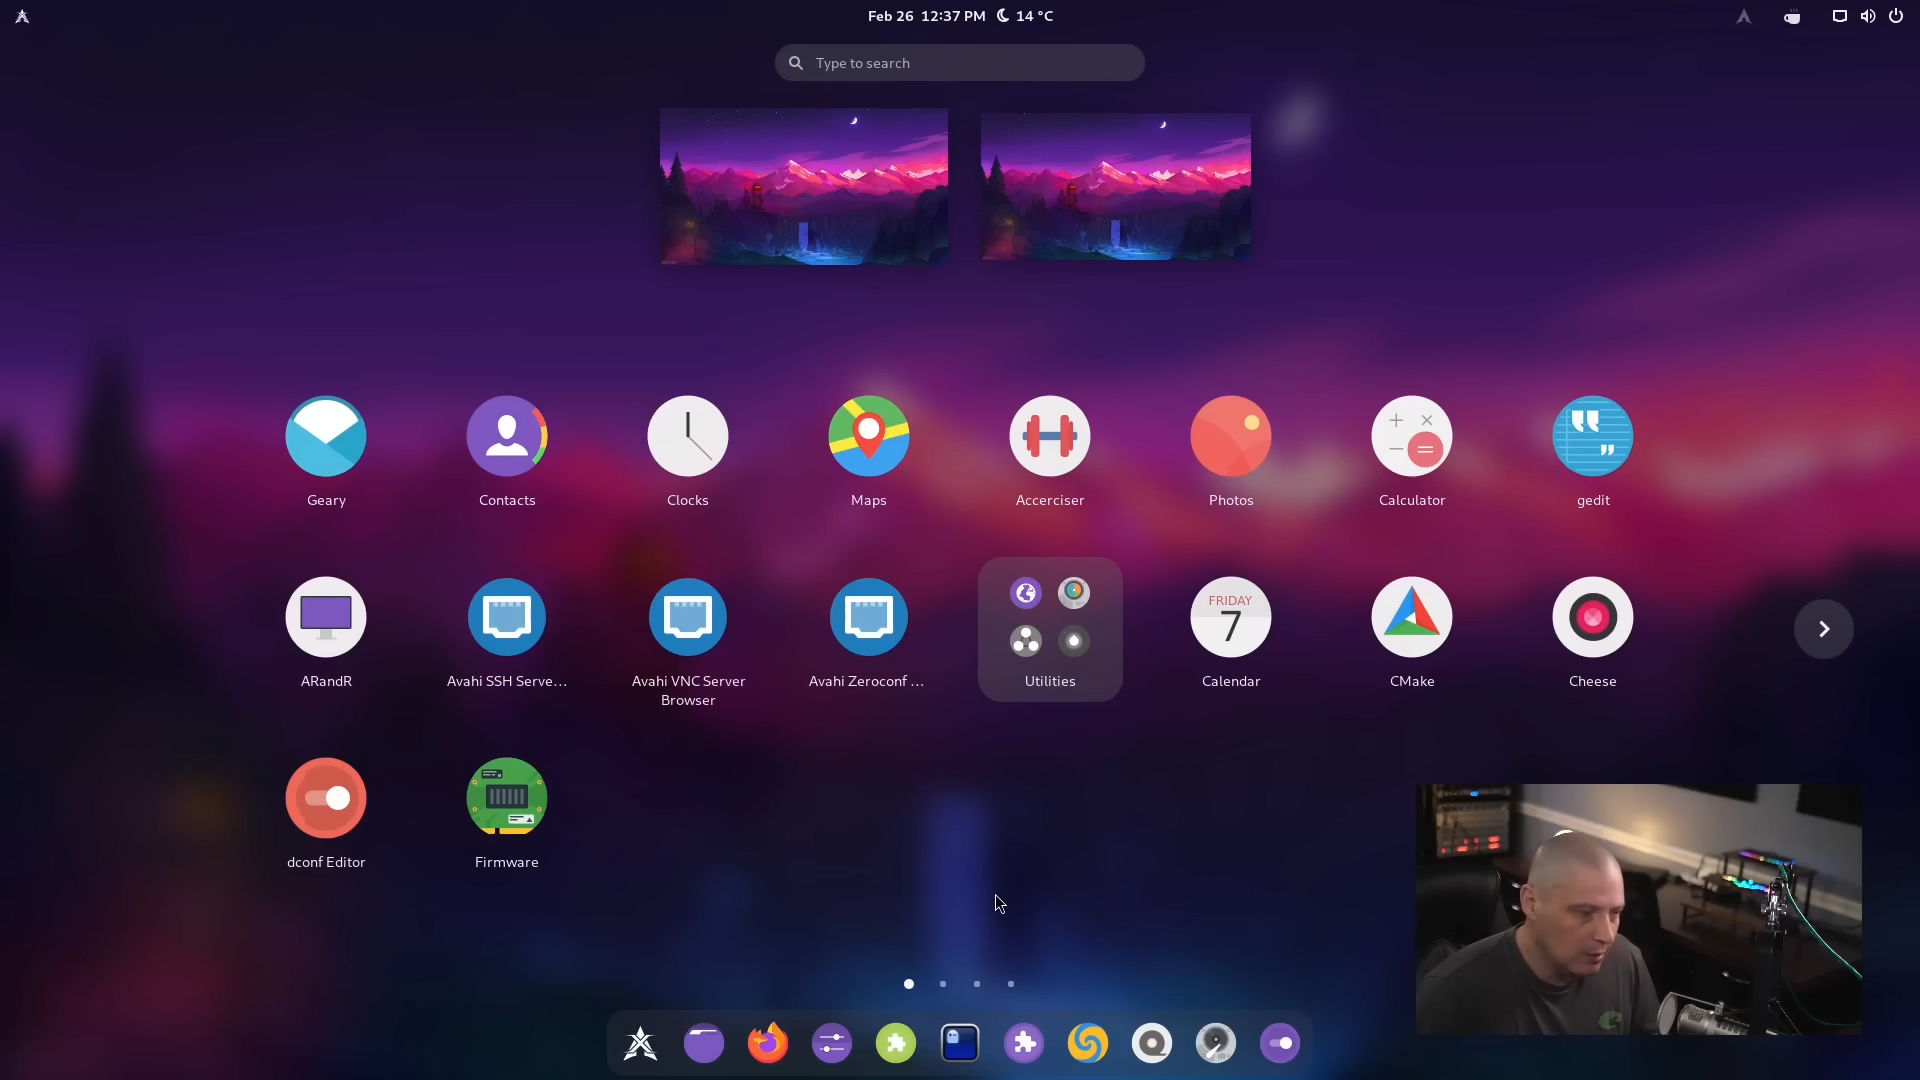 Feb 26 12:37 PM 14 °C
Type to search
Geary
Contacts
Clocks
Maps
Accerciser
Photos
Calculator
gedit
FRIDAY
7
ARandR
Avahi SSH Serve...
Avahi VNC Server
Browser
Avahi Zeroconf ...
Utilities
Calendar
CMake
Cheese
dconf Editor
Firmware